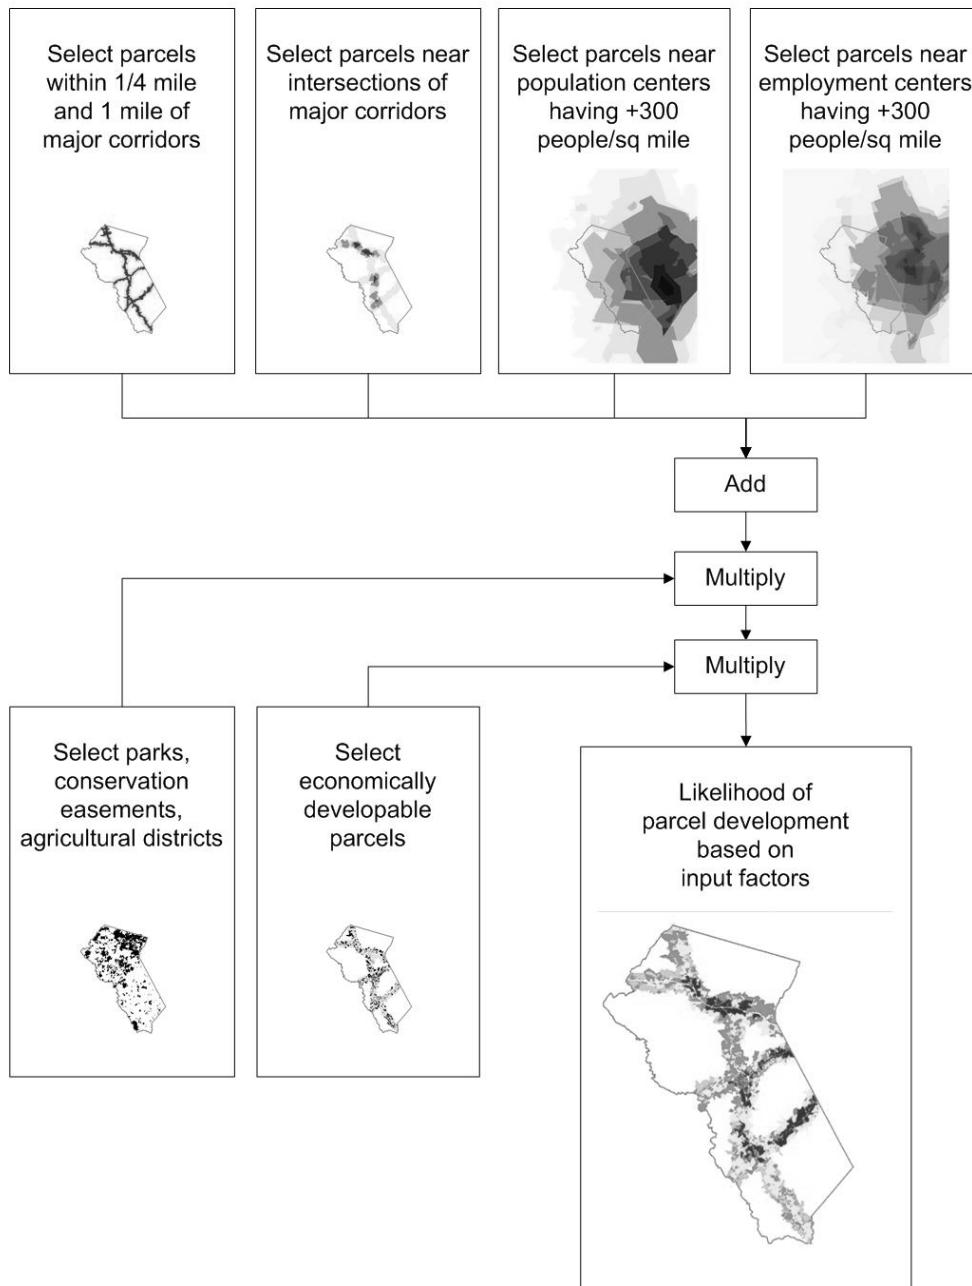 Select parcels
within 1/4 mile
and 1 mile of
major corridors
Select parcels near
intersections of
major corridors
Select parcels near
population centers
having +300
people/sq mile
Select parcels near
employment centers
having +300
people/sq mile
Add
Multiply
Multiply
Select parks,
conservation
easements,
agricultural districts
Select
economically
developable
parcels
Likelihood of
parcel development
based on
input factors